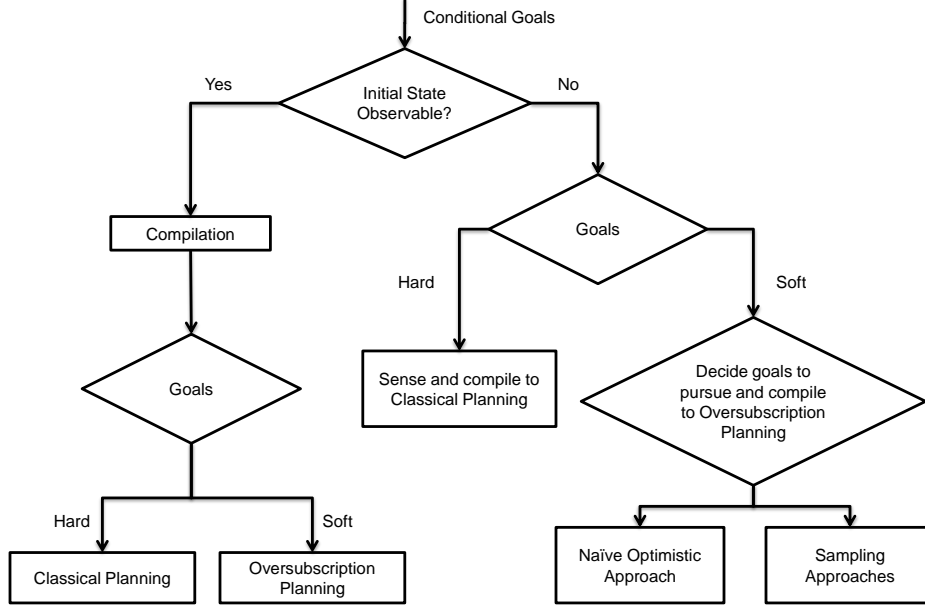 Conditional Goals
Yes
Initial State
Observable?
No
Compilation
Goals
Hard
Soft
Goals
Sense and compile to
Classical Planning
Decide goals to
pursue and compile
to Oversubscription
Planning
Hard
Soft
Classical Planning
Oversubscription
Planning
Naïve Optimistic
Approach
Sampling
Approaches